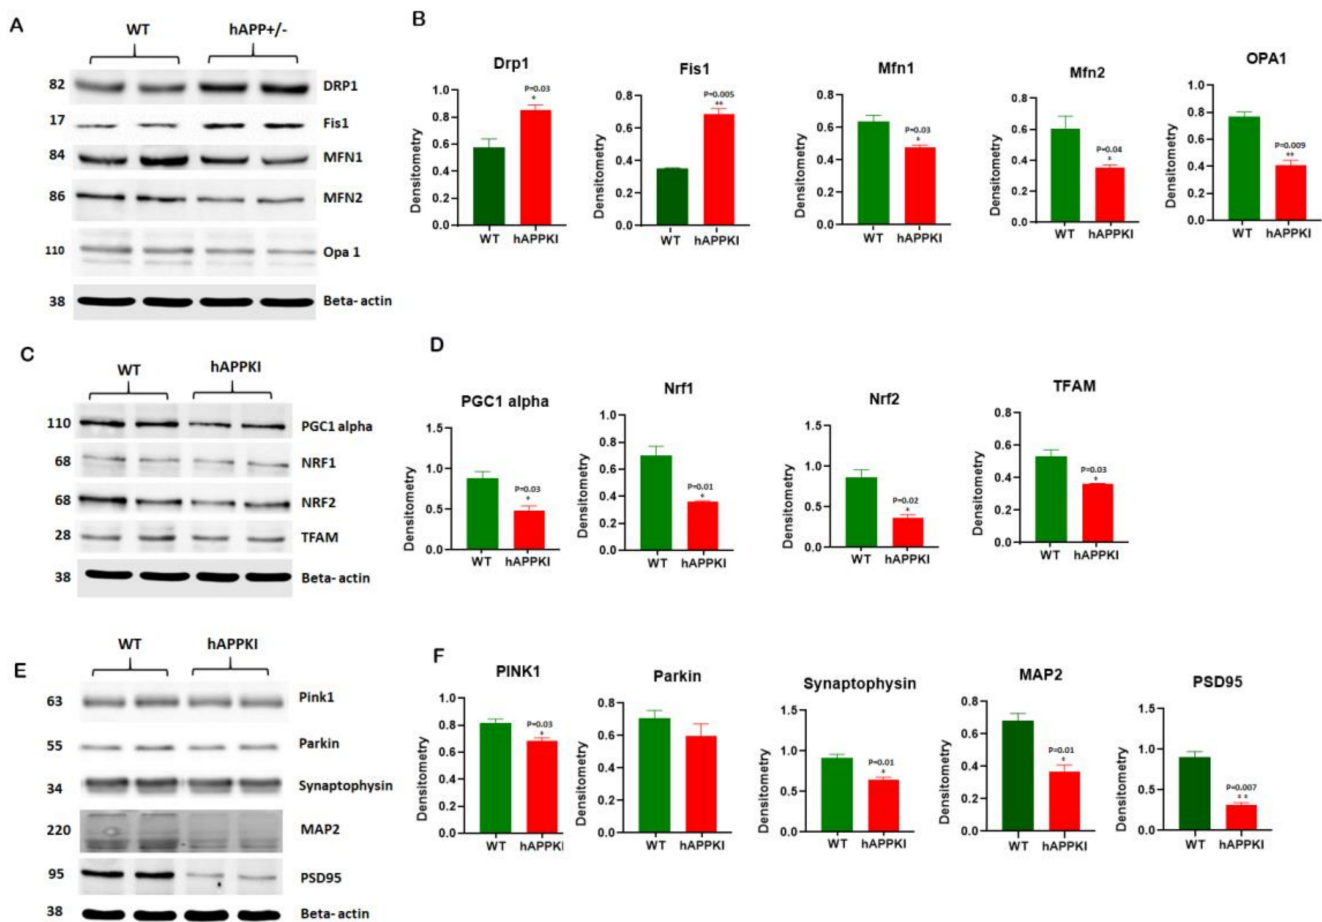 A
WT hAPP+/-
82 DRP1
17 Fis1
84 MFN1
86 MFN2
110 Opa 1
38 Beta- actin
B
Drp1
Densitometry
1.0
0.8
0.6
0.4
0.2
0.0
P=0.03
*
WT hAPPKI
Fis1
Densitometry
0.8
0.6
0.4
0.2
0.0
P=0.005
**
WT hAPPKI
Mfn1
Densitometry
0.8
0.6
0.4
0.2
0.0
P=0.03
*
WT hAPPKI
Mfn2
Densitometry
0.8
0.6
0.4
0.2
0.0
P=0.04
*
WT hAPPKI
OPA1
Densitometry
1.0
0.8
0.6
0.4
0.2
0.0
P=0.009
**
WT hAPPKI
C
WT hAPPKI
110 PGC1 alpha
68 NRF1
68 NRF2
28 TFAM
38 Beta- actin
D
PGC1 alpha
Densitometry
1.5
1.0
0.5
0.0
P=0.03
*
WT hAPPKI
Nrf1
Densitometry
1.0
0.8
0.6
0.4
0.2
0.0
P=0.01
*
WT hAPPKI
Nrf2
Densitometry
1.5
1.0
0.5
0.0
P=0.02
*
WT hAPPKI
TFAM
Densitometry
0.8
0.6
0.4
0.2
0.0
P=0.03
*
WT hAPPKI
E
WT hAPPKI
63 Pink1
55 Parkin
34 Synaptophysin
220 MAP2
95 PSD95
38 Beta- actin
F
PINK1
Densitometry
1.0
0.8
0.6
0.4
0.2
0.0
P=0.03
*
WT hAPPKI
Parkin
Densitometry
0.8
0.6
0.4
0.2
0.0
WT hAPPKI
Synaptophysin
Densitometry
1.5
1.0
0.5
0.0
P=0.01
*
WT hAPPKI
MAP2
Densitometry
0.8
0.6
0.4
0.2
0.0
P=0.01
*
WT hAPPKI
PSD95
Densitometry
1.5
1.0
0.5
0.0
P=0.007
**
WT hAPPKI